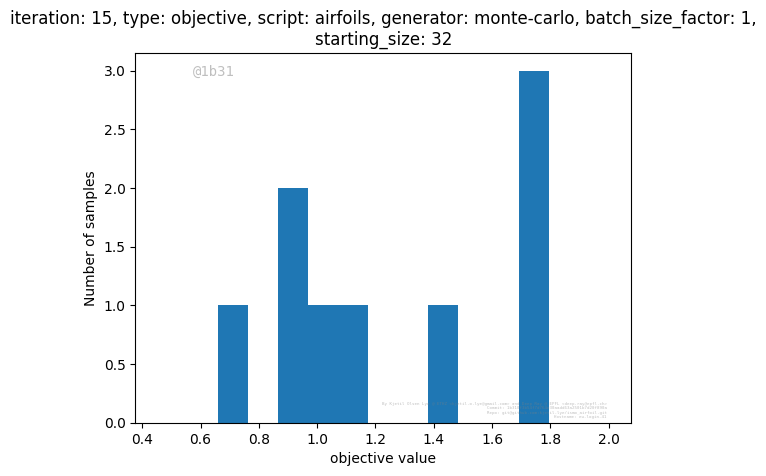 iteration: 15, type: objective, script: airfoils, generator: monte-carlo, batch_size_factor: 1,
starting_size: 32
@1b31
3.0
2.5
2.0
1.5
1.0
0.5
0.0
Number of samples
0.4 0.6 0.8 1.0 1.2 1.4 1.6 1.8 2.0
objective value